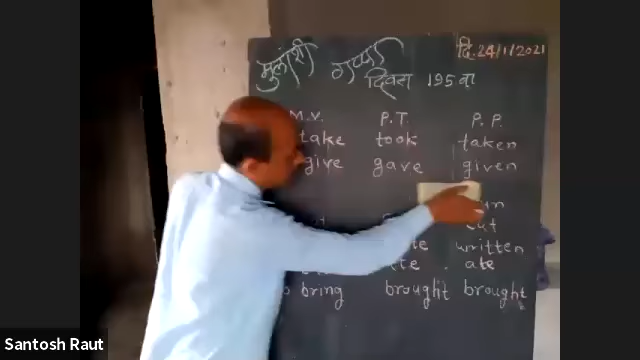 मुलांशी गप्पा
दि. 24/1/2021
दिवस 195 वा
M.V. P.T. P.P.
take took taken
give gave given
cut
written
ate
bring brought brought
Santosh Raut